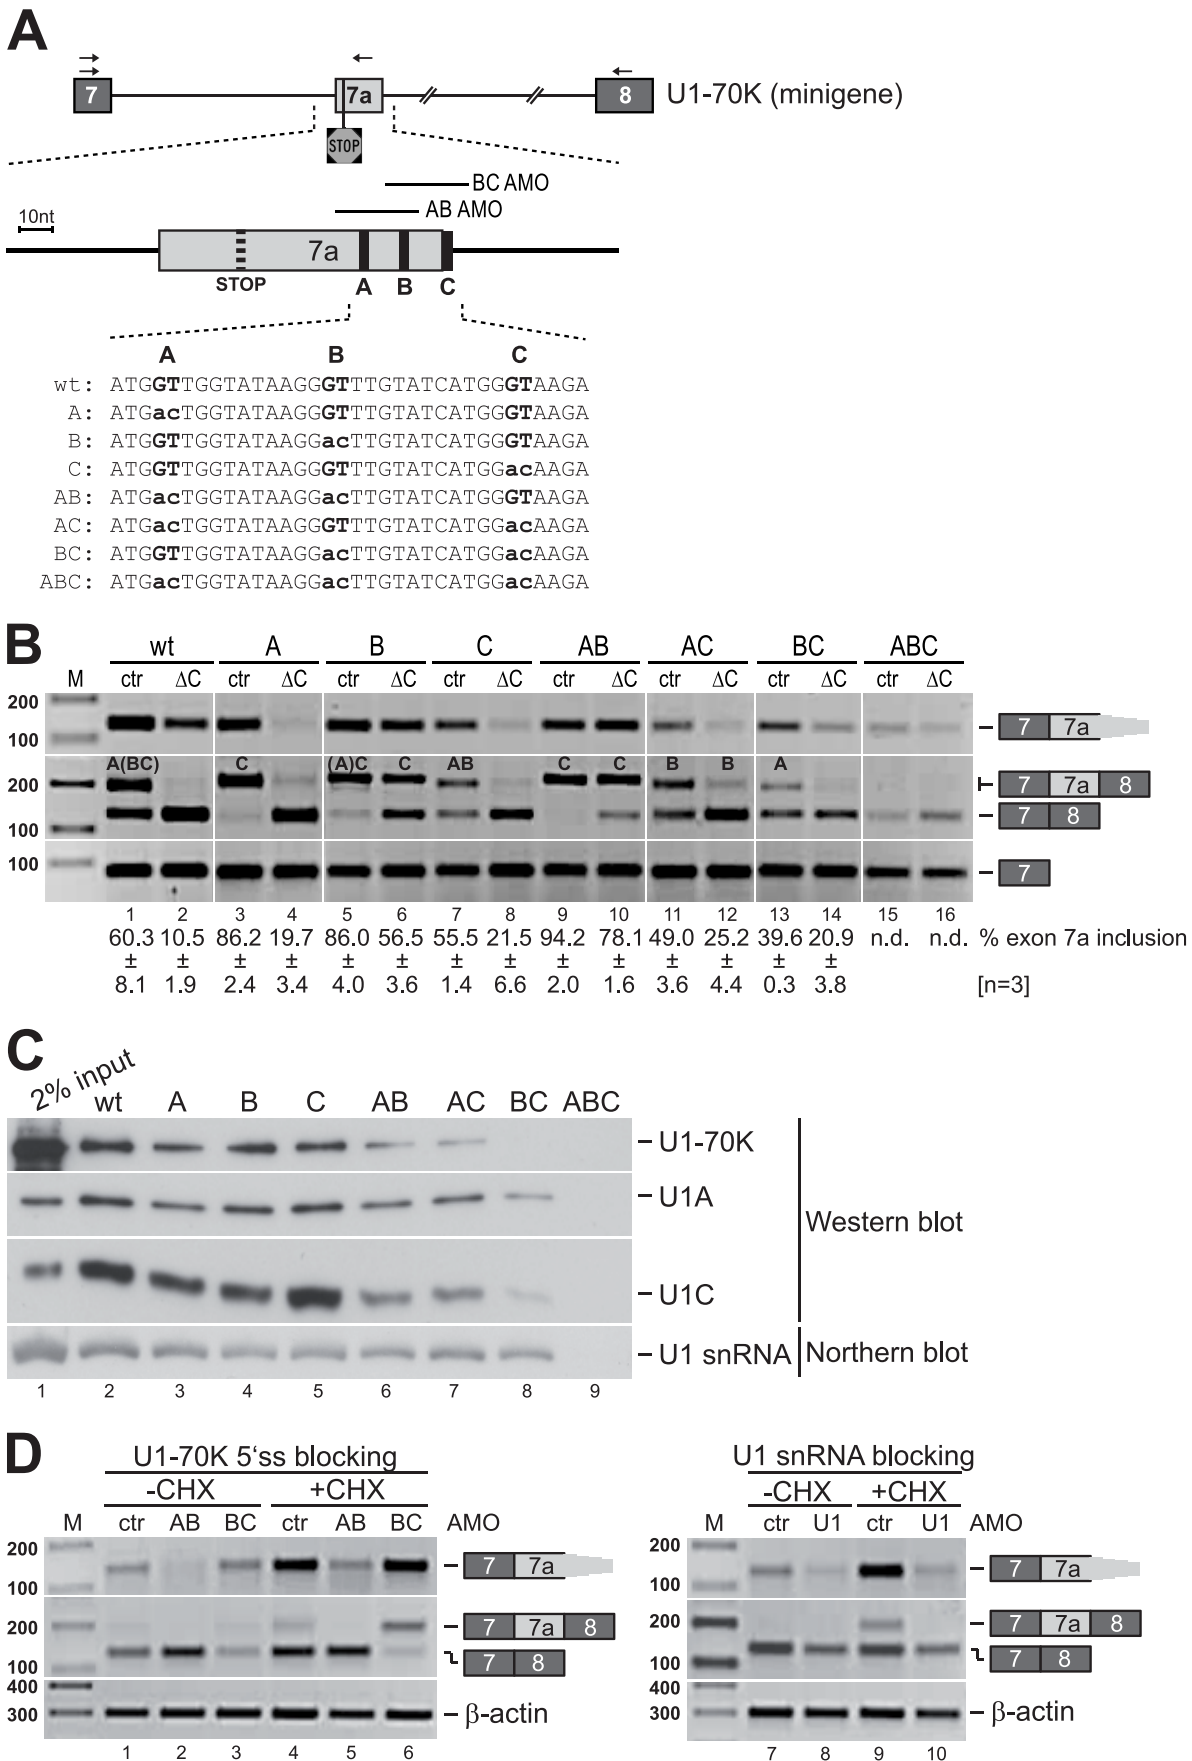 A
7 7a 8 U1-70K (minigene)
STOP
BC AMO
AB AMO
10nt
7a
STOP A B C
A B C
wt: ATGGTTGGTATAAGGGTTTGTATCATGGGTAAGA
A: ATGacTGGTATAAGGGTTTGTATCATGGGTAAGA
B: ATGGTTGGTATAAGGacTTGTATCATGGGTAAGA
C: ATGGTTGGTATAAGGGTTTGTATCATGGacAAGA
AB: ATGacTGGTATAAGGacTTGTATCATGGGTAAGA
AC: ATGacTGGTATAAGGGTTTGTATCATGGacAAGA
BC: ATGGTTGGTATAAGGacTTGTATCATGGacAAGA
ABC: ATGacTGGTATAAGGacTTGTATCATGGacAAGA
B
wt A B C AB AC BC ABC
M ctr ΔC ctr ΔC ctr ΔC ctr ΔC ctr ΔC ctr ΔC ctr ΔC ctr ΔC
200
7 7a
100
A(BC) C (A)C C AB C C B B A
200 7 7a 8
7 8
100
100
7
1 2 3 4 5 6 7 8 9 10 11 12 13 14 15 16
60.3 10.5 86.2 19.7 86.0 56.5 55.5 21.5 94.2 78.1 49.0 25.2 39.6 20.9 n.d. n.d. % exon 7a inclusion
± ± ± ± ± ± ± ± ± ± ± ± ± ±
8.1 1.9 2.4 3.4 4.0 3.6 1.4 6.6 2.0 1.6 3.6 4.4 0.3 3.8 [n=3]
C
2% input wt A B C AB AC BC ABC
U1-70K
U1A
Western blot
U1C
U1 snRNA Northern blot
1 2 3 4 5 6 7 8 9
D
U1-70K 5'ss blocking
-CHX +CHX
M ctr AB BC ctr AB BC AMO
200
7 7a
100
200 7 7a 8
7 8
100
400
300 β-actin
1 2 3 4 5 6
U1 snRNA blocking
-CHX +CHX
M ctr U1 ctr U1 AMO
200
7 7a
100
200 7 7a 8
7 8
100
400
300 β-actin
7 8 9 10